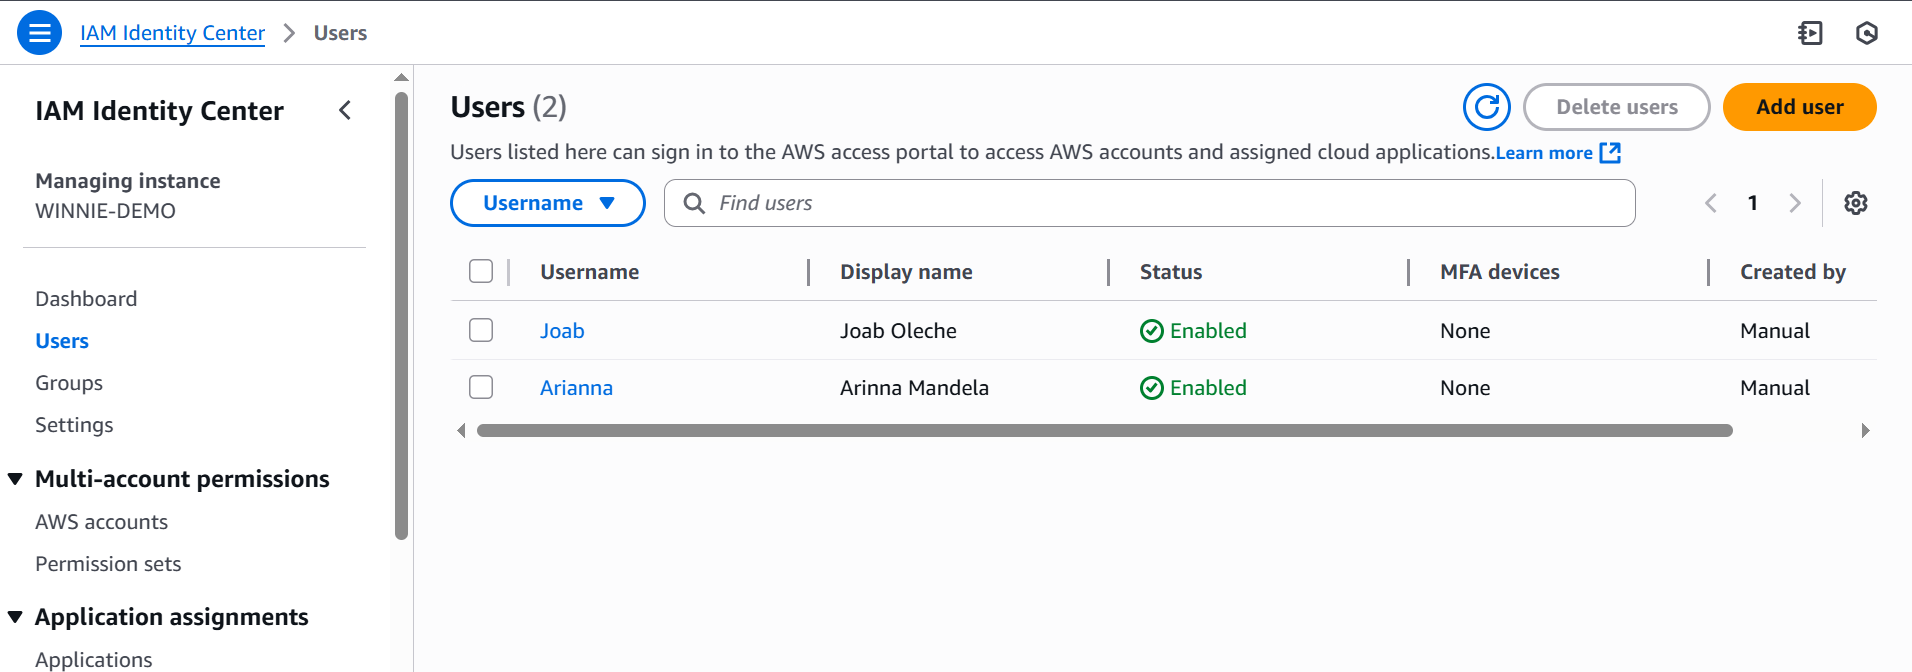 IAM Identity Center > Users
IAM Identity Center
Managing instance
WINNIE-DEMO
Dashboard
Users
Groups
Settings
Multi-account permissions
AWS accounts
Permission sets
Application assignments
Applications
Users (2)
Delete users
Add user
Users listed here can sign in to the AWS access portal to access AWS accounts and assigned cloud applications.Learn more
Username
Find users
1
Username Display name Status MFA devices Created by
Joab Joab Oleche Enabled None Manual
Arianna Arinna Mandela Enabled None Manual